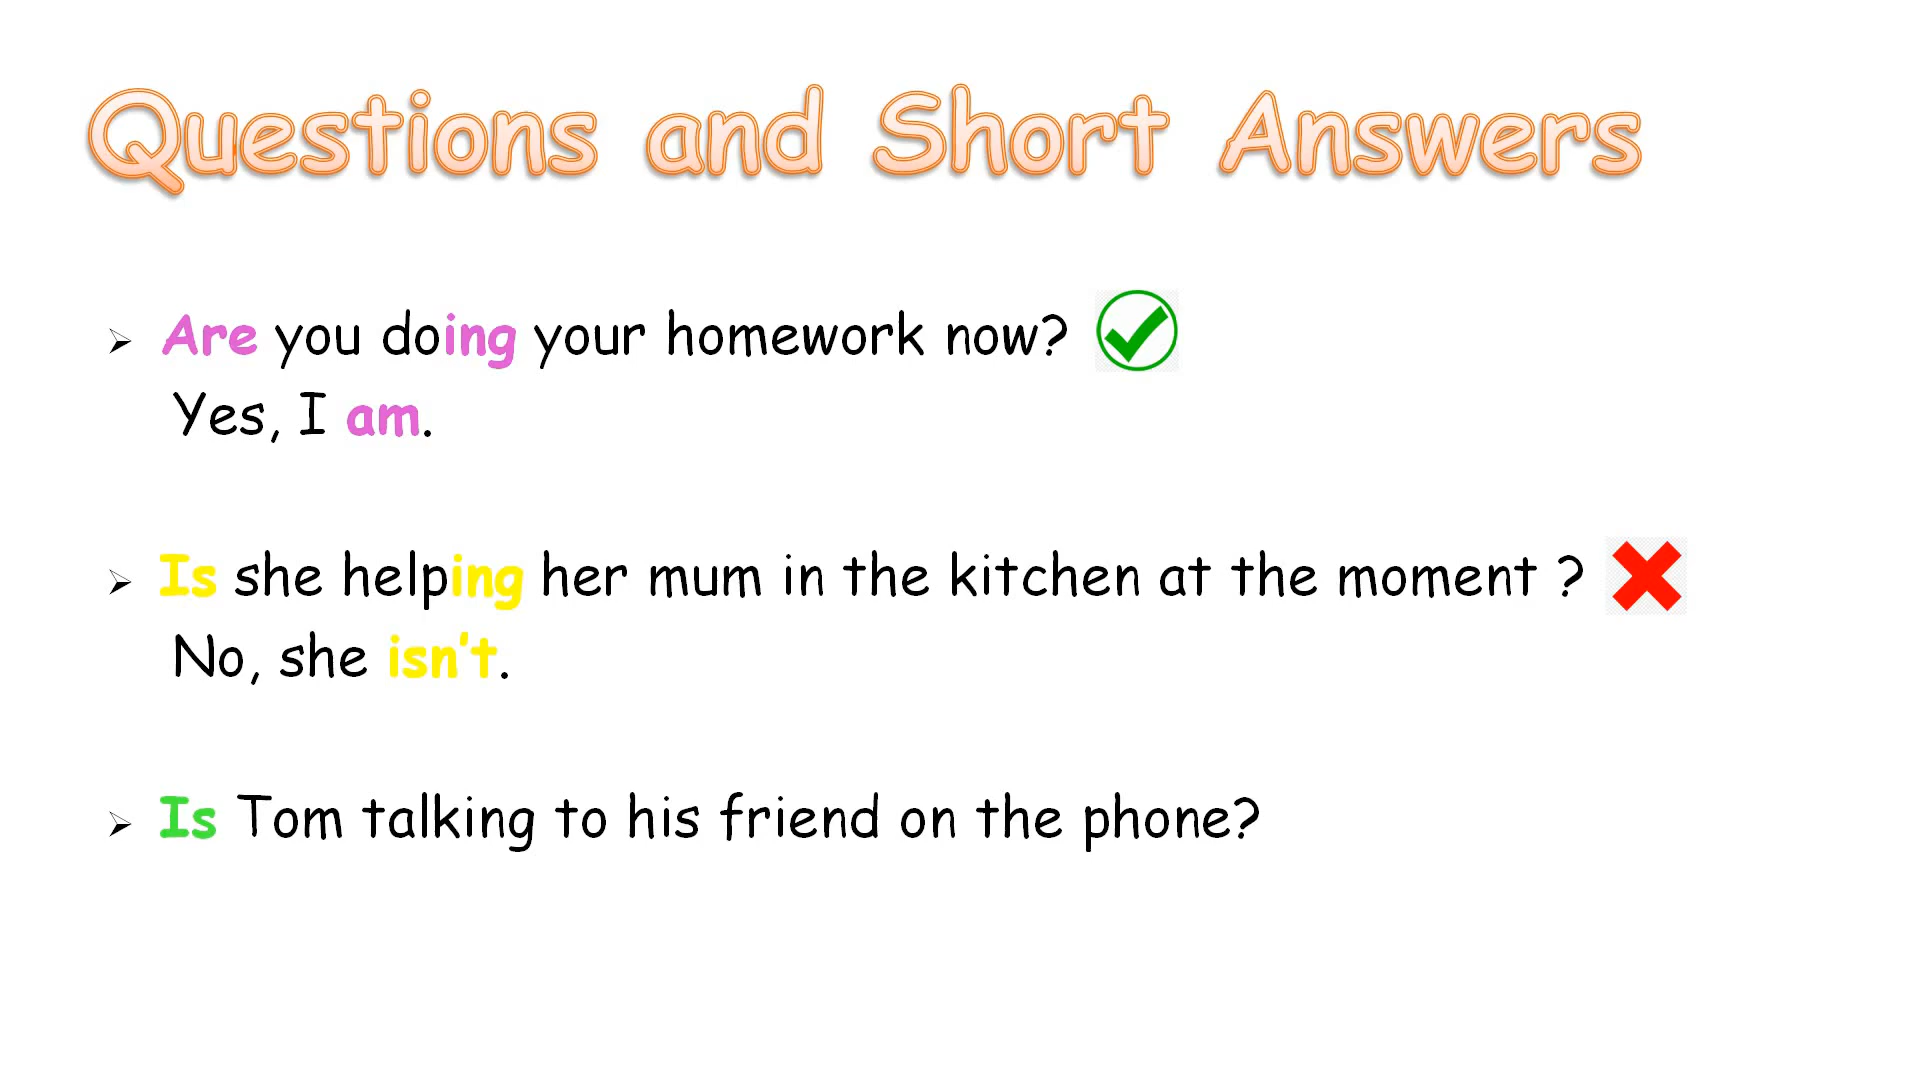 Questions and Short Answers
Are you doing your homework now?
Yes, I am.
Is she helping her mum in the kitchen at the moment ?
No, she isn’t.
Is Tom talking to his friend on the phone?